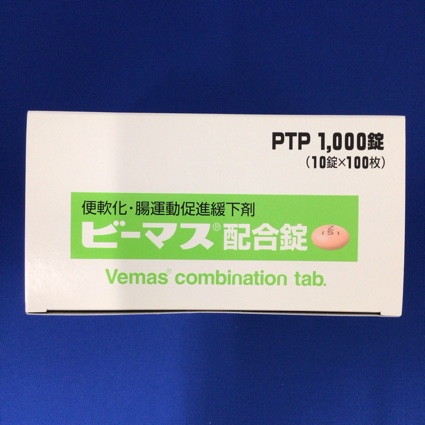 PTP 1,000錠
(10錠×100枚)
便軟化・腸運動促進緩下剤
ビーマス®配合錠
Vemas® combination tab.